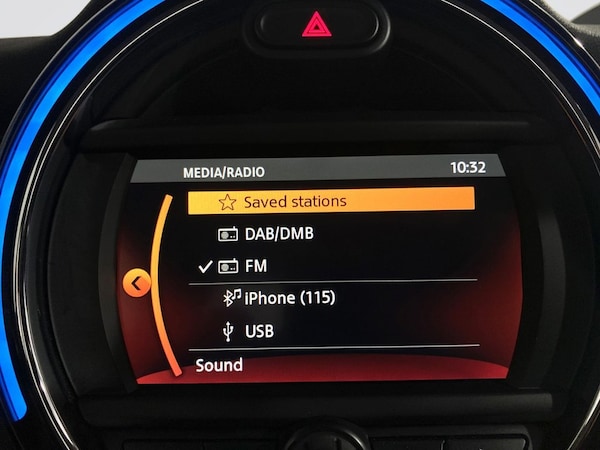 MEDIA/RADIO 10:32
Saved stations
DAB/DMB
FM
iPhone (115)
USB
Sound